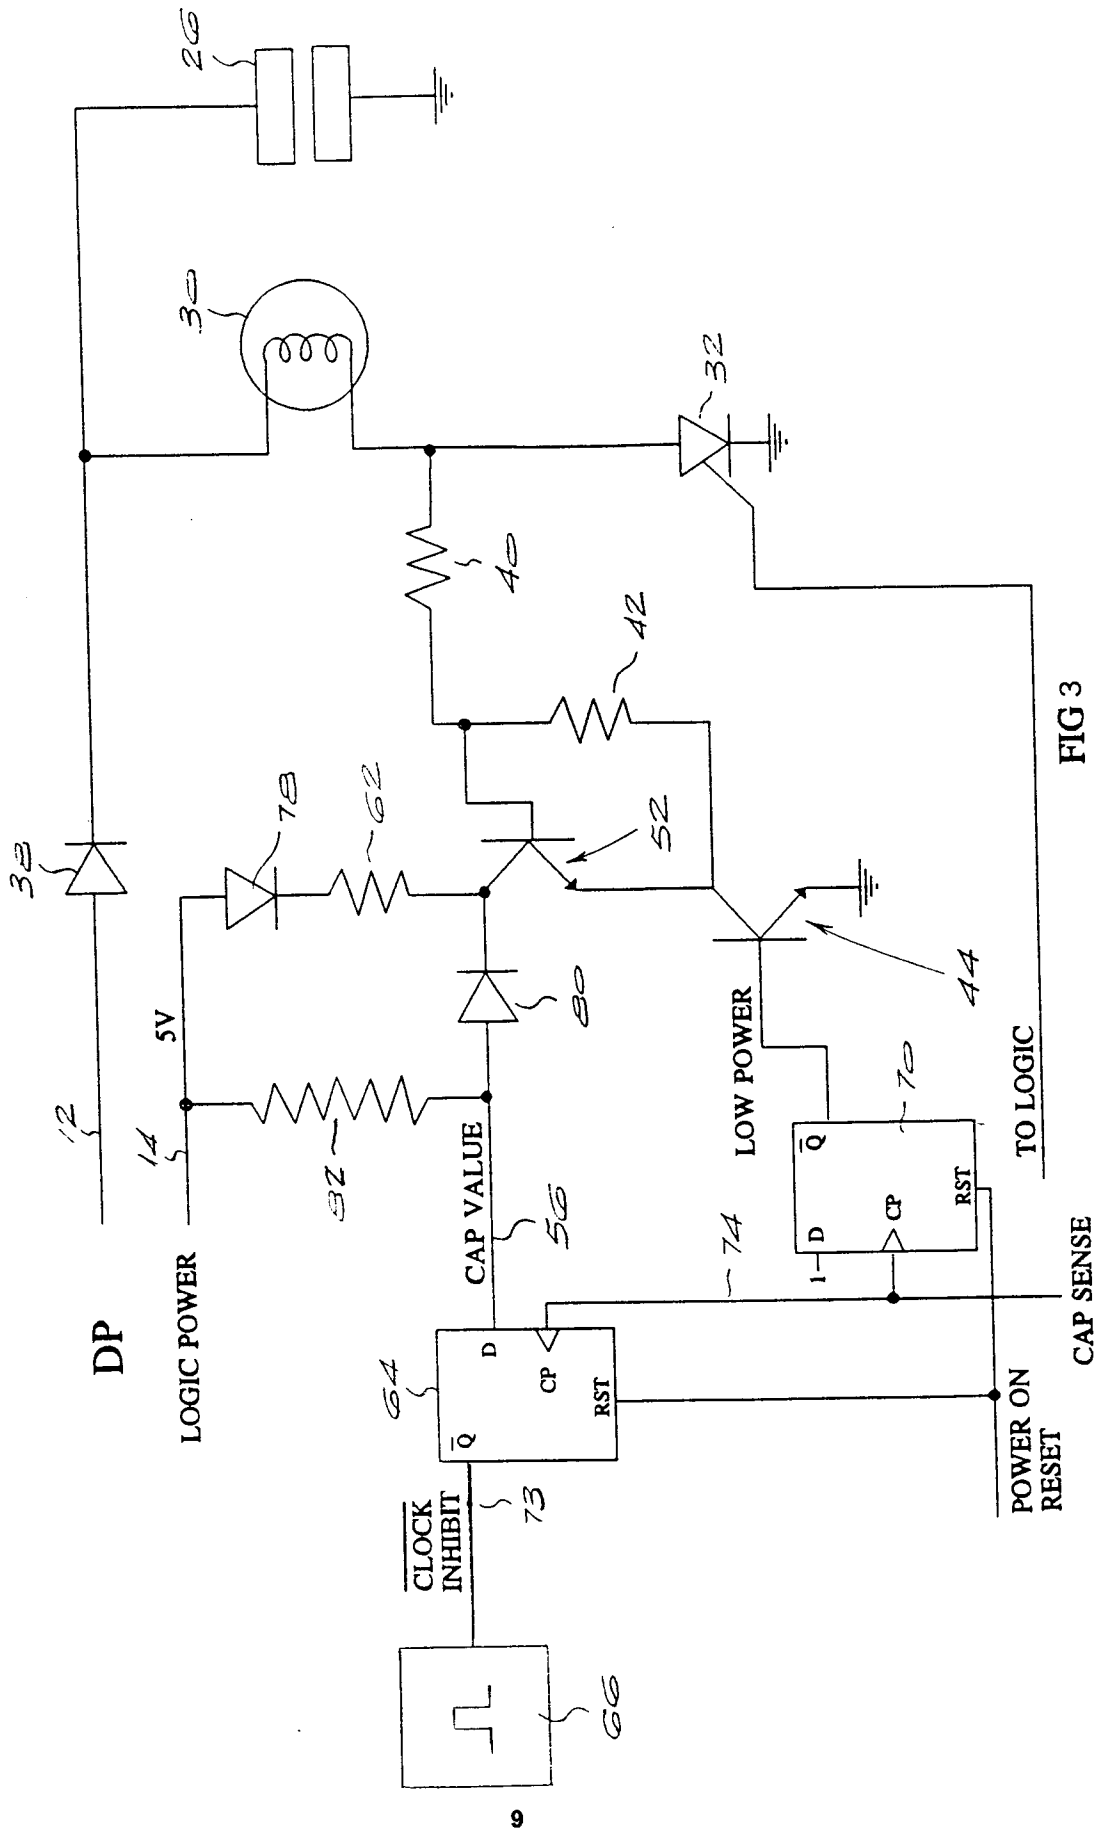 DP
12
38
26
LOGIC POWER
14
5V
78
30
82
62
CAP VALUE
56
80
52
40
42
32
CLOCK
INHIBIT
73
64
Q
D
CP
RST
66
74
LOW POWER
44
1
D
Q
CP
RST
70
TO LOGIC
POWER ON
RESET
CAP SENSE
FIG 3
9